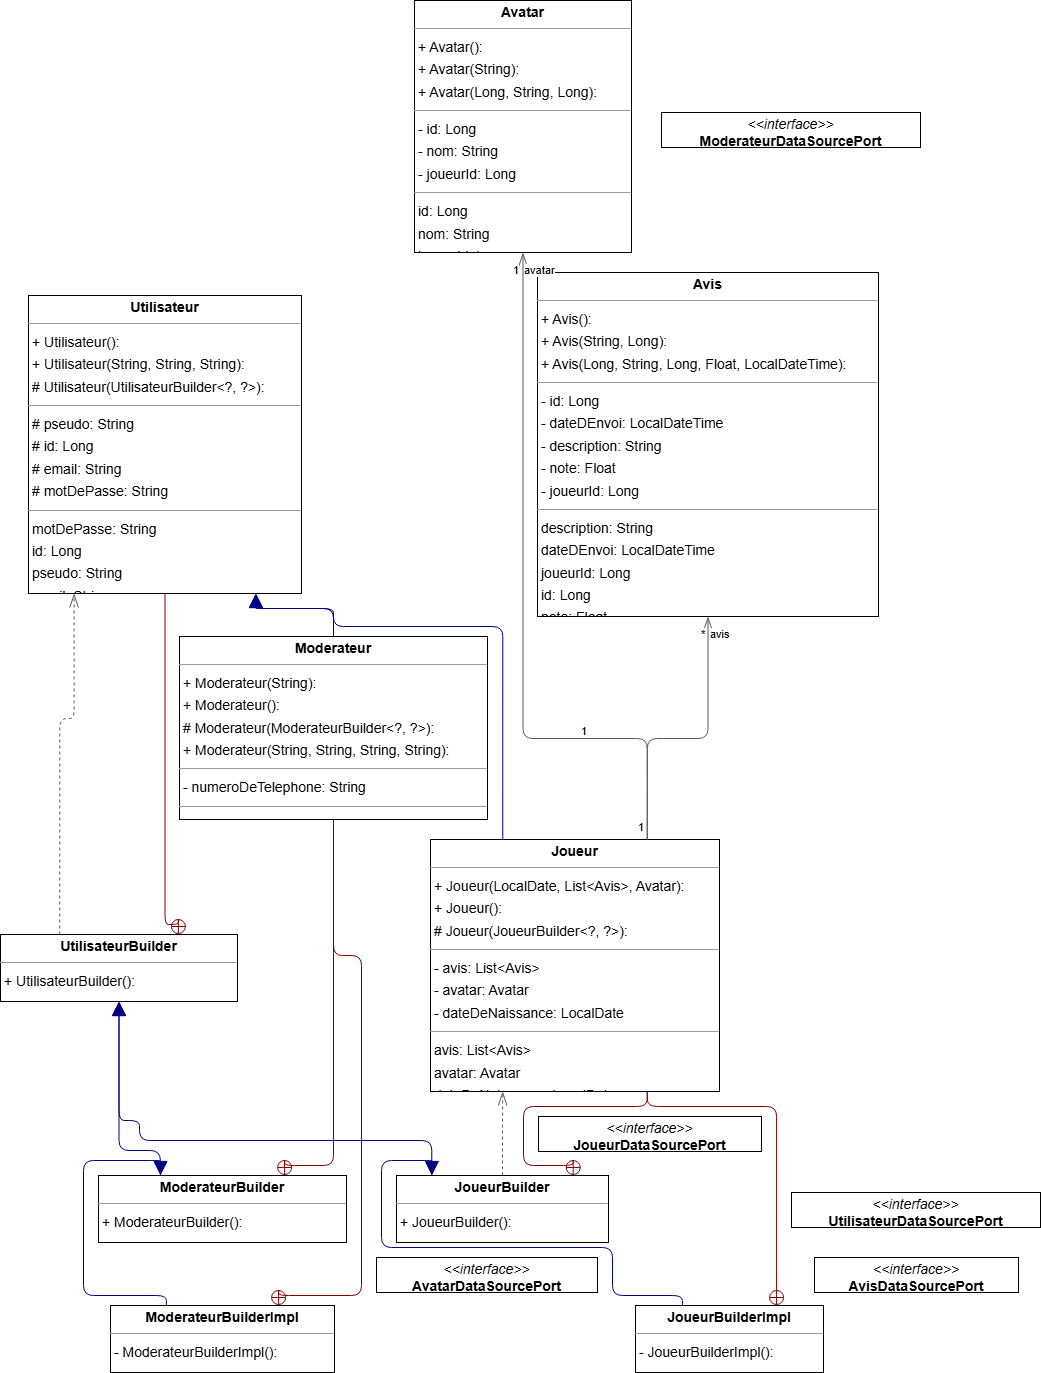 Avatar
+ Avatar():
+ Avatar(String):
+ Avatar(Long, String, Long):
- id: Long
- nom: String
- joueurId: Long
id: Long
nom: String
<<interface>>
ModerateurDataSourcePort
1 avatar
Avis
+ Avis():
+ Avis(String, Long):
+ Avis(Long, String, Long, Float, LocalDateTime):
- id: Long
- dateDEnvoi: LocalDateTime
- description: String
- note: Float
- joueurId: Long
description: String
dateDEnvoi: LocalDateTime
joueurId: Long
id: Long
note: Float
* avis
Utilisateur
+ Utilisateur():
+ Utilisateur(String, String, String):
# Utilisateur(UtilisateurBuilder<?, ?>):
# pseudo: String
# id: Long
# email: String
# motDePasse: String
motDePasse: String
id: Long
pseudo: String
Moderateur
+ Moderateur(String):
+ Moderateur():
# Moderateur(ModerateurBuilder<?, ?>):
+ Moderateur(String, String, String, String):
- numeroDeTelephone: String
1
1
Joueur
+ Joueur(LocalDate, List<Avis>, Avatar):
+ Joueur():
# Joueur(JoueurBuilder<?, ?>):
- avis: List<Avis>
- avatar: Avatar
- dateDeNaissance: LocalDate
avis: List<Avis>
avatar: Avatar
UtilisateurBuilder
+ UtilisateurBuilder():
<<interface>>
JoueurDataSourcePort
ModerateurBuilder
+ ModerateurBuilder():
JoueurBuilder
+ JoueurBuilder():
<<interface>>
UtilisateurDataSourcePort
<<interface>>
AvatarDataSourcePort
<<interface>>
AvisDataSourcePort
ModerateurBuilderImpl
- ModerateurBuilderImpl():
JoueurBuilderImpl
- JoueurBuilderImpl():